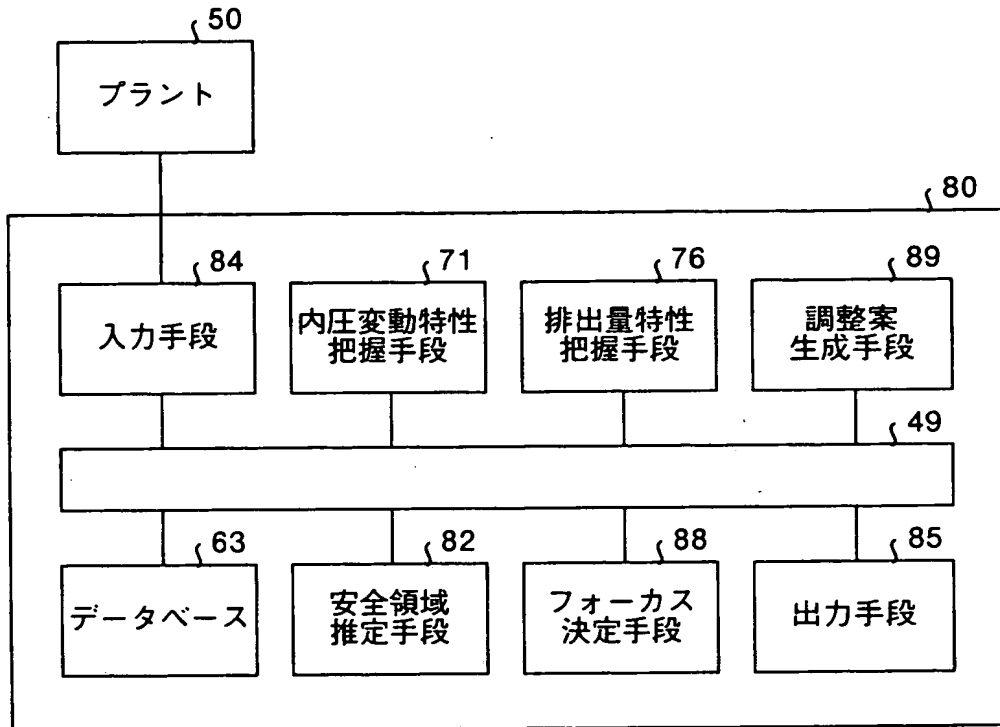 50
プラント
80
84
入力手段
71
内圧変動特性
把握手段
76
排出量特性
把握手段
89
調整案
生成手段
49
63
データベース
82
安全領域
推定手段
88
フォーカス
決定手段
85
出力手段